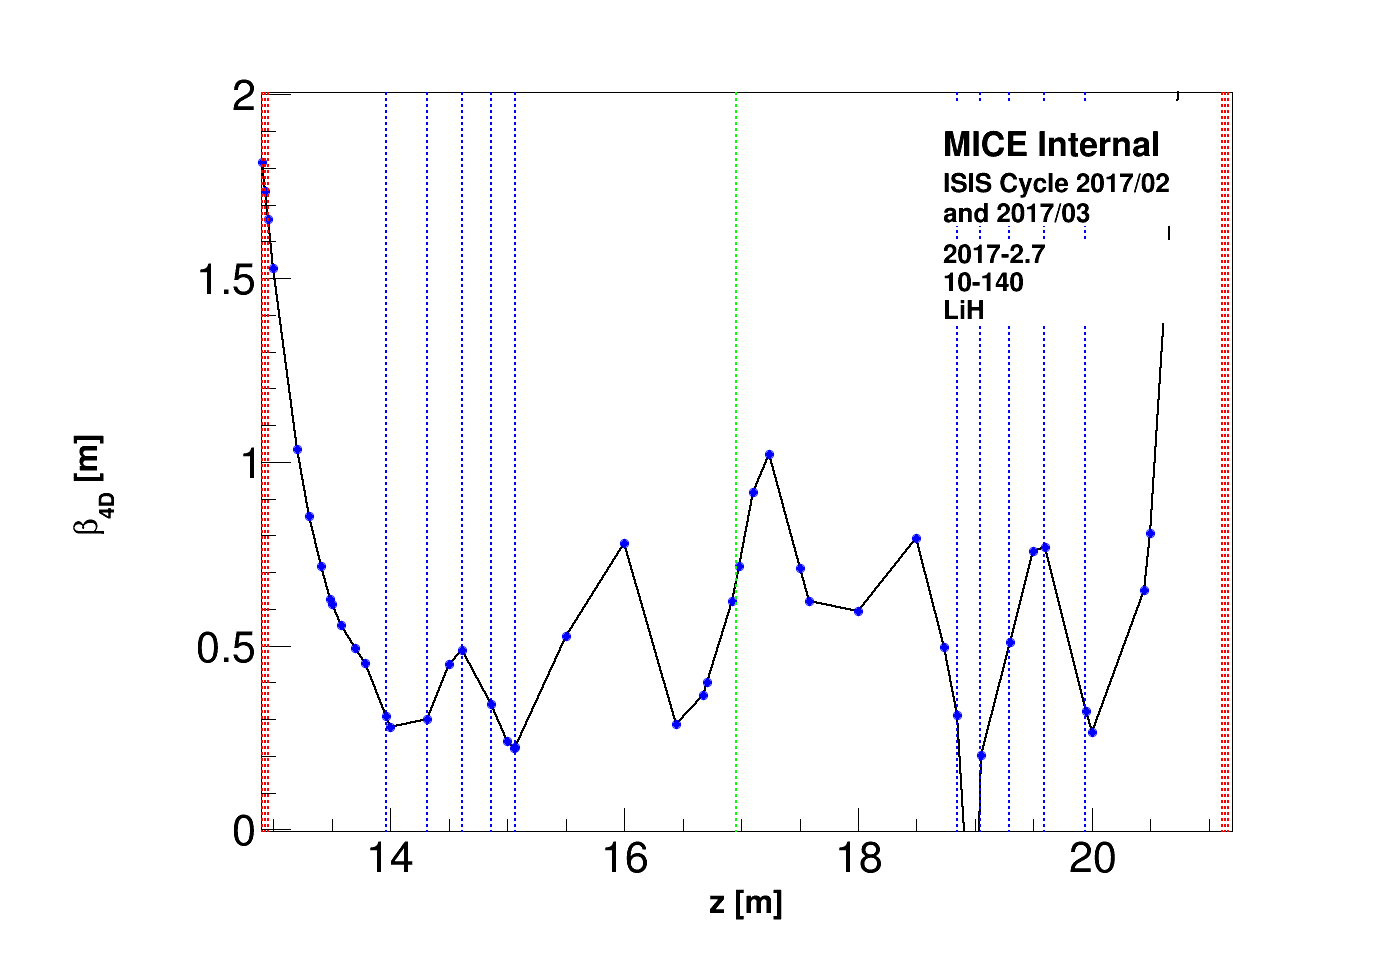 2
1.5
1
0.5
0
β4D [m]
MICE Internal
ISIS Cycle 2017/02
and 2017/03
2017-2.7
10-140
LiH
14 16 18 20
z [m]